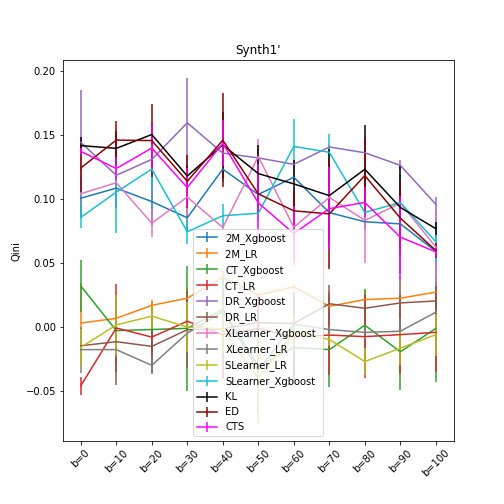 Synth1'
Qini
0.20
0.15
0.10
0.05
0.00
−0.05
2M_Xgboost
2M_LR
CT_Xgboost
CT_LR
DR_Xgboost
DR_LR
XLearner_Xgboost
XLearner_LR
SLearner_LR
SLearner_Xgboost
KL
ED
CTS
b=0
b=10
b=20
b=30
b=40
b=50
b=60
b=70
b=80
b=90
b=100